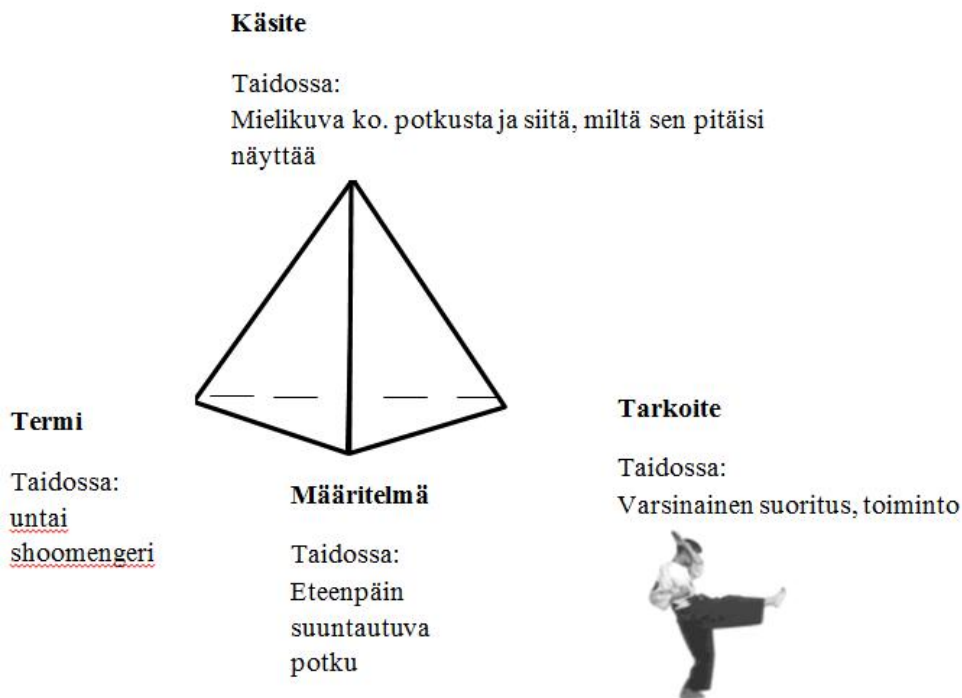 Käsite
Taidossa:
Mielikuva ko. potkusta ja siitä, miltä sen pitäisi
näyttää
Termi
Taidossa:
untai
shoomengeri
Määritelmä
Taidossa:
Eteenpäin
suuntautuva
potku
Tarkoite
Taidossa:
Varsinainen suoritus, toiminto